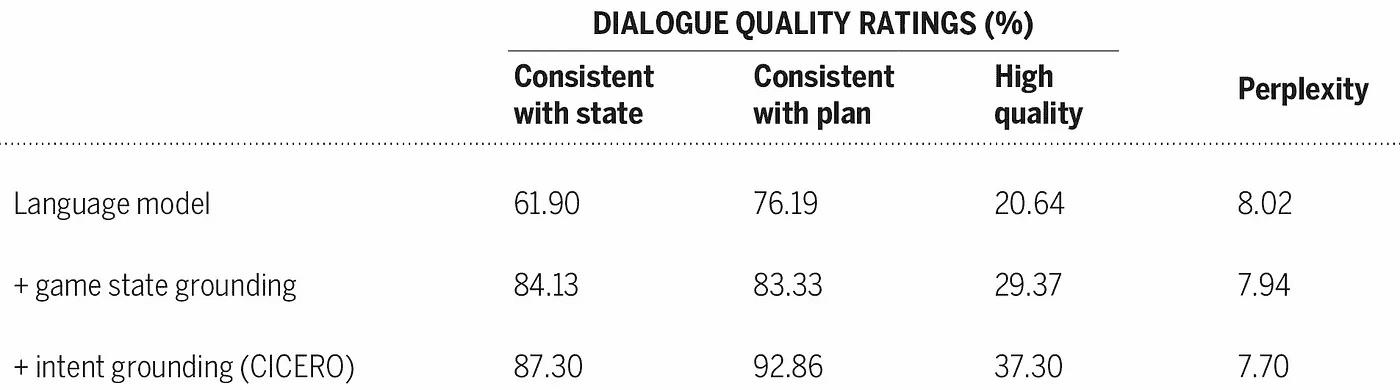 DIALOGUE QUALITY RATINGS (%)
Consistent with state Consistent with plan High quality Perplexity
Language model 61.90 76.19 20.64 8.02
+ game state grounding 84.13 83.33 29.37 7.94
+ intent grounding (CICERO) 87.30 92.86 37.30 7.70